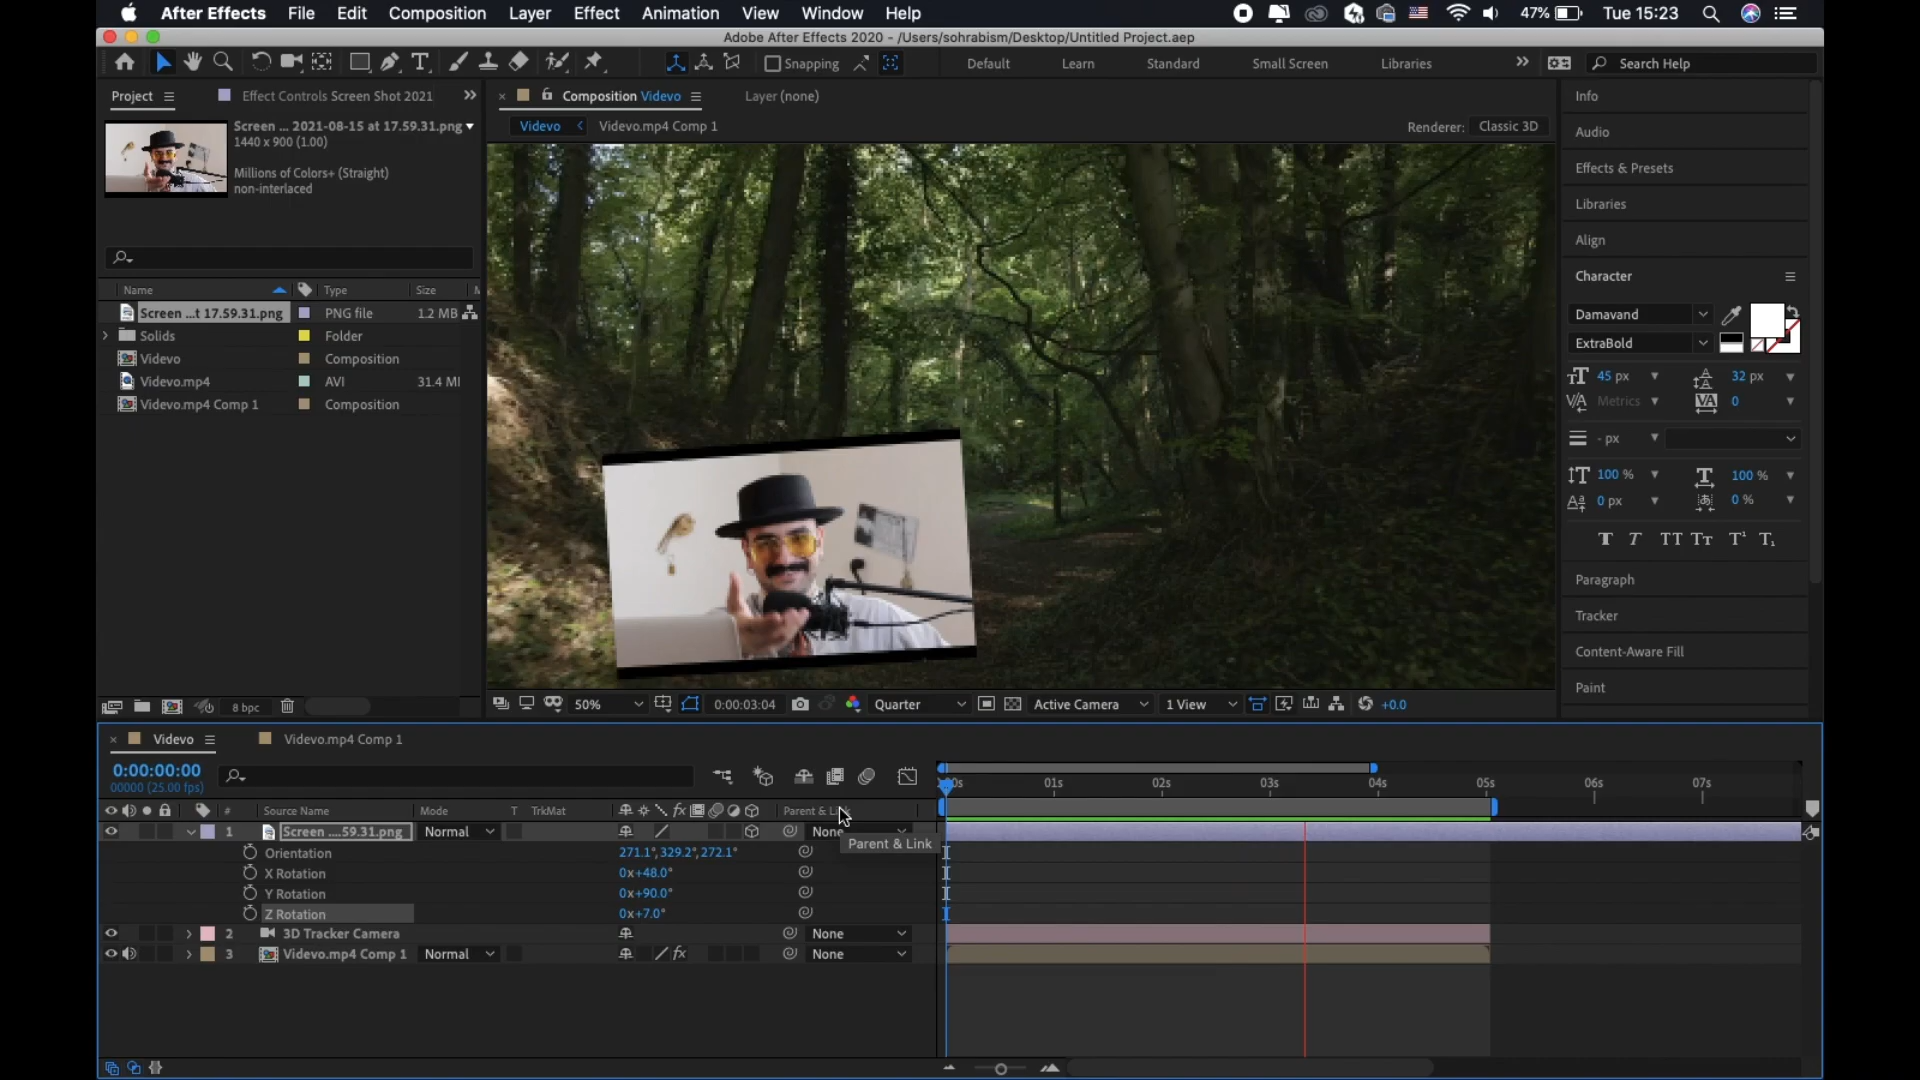 After Effects File Edit Composition Layer Effect Animation View Window Help
47% Tue 15:23
Adobe After Effects 2020 - /Users/sohrabism/Desktop/Untitled Project.aep
Snapping
Default Learn Standard Small Screen Libraries
Search Help
Project
Effect Controls Screen Shot 2021
Composition Videvo
Layer (none)
Screen ... 2021-08-15 at 17.59.31.png
1440 x 900 (1.00)
Millions of Colors+ (Straight)
non-interlaced
Videvo Videvo.mp4 Comp 1
Renderer: Classic 3D
Name Type Size
Screen ...t 17.59.31.png PNG file 1.2 MB
Solids Folder
Videvo Composition
Videvo.mp4 AVI 31.4 MI
Videvo.mp4 Comp 1 Composition
8 bpc
50% 0:00:03:04 Quarter Active Camera 1 View +0.0
Info
Audio
Effects & Presets
Libraries
Align
Character
Damavand
ExtraBold
45 px 32 px
Metrics 0
- px
100 % 100 %
0 px 0 %
T T TT Tт T¹ T₁
Paragraph
Tracker
Content-Aware Fill
Paint
Videvo Videvo.mp4 Comp 1
0:00:00:00
00000 (25.00 fps)
# Source Name Mode T TrkMat Parent & Link
0s 01s 02s 03s 04s 05s 06s 07s
1 Screen ....59.31.png Normal None
Parent & Link
Orientation 271.1°,329.2°,272.1°
X Rotation 0x+48.0°
Y Rotation 0x+90.0°
Z Rotation 0x+7.0°
2 3D Tracker Camera None
3 Videvo.mp4 Comp 1 Normal None